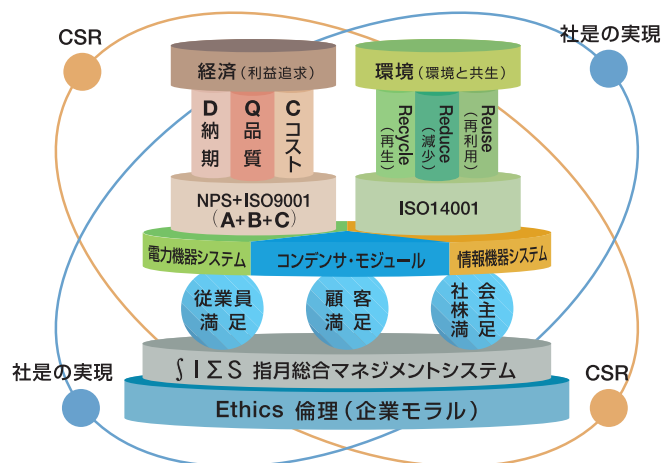 CSR
社是の実現
経済(利益追求)
環境(環境と共生)
D納期
Q品質
Cコスト
Recycle
(再生)
Reduce
(減少)
Reuse
(再利用)
NPS+ISO9001
(A+B+C)
ISO14001
電力機器システム
コンデンサ・モジュール
情報機器システム
従業員
満足
顧客
満足
社会
株主
満足
∫IΣS 指月総合マネジメントシステム
社是の実現
CSR
Ethics 倫理(企業モラル)